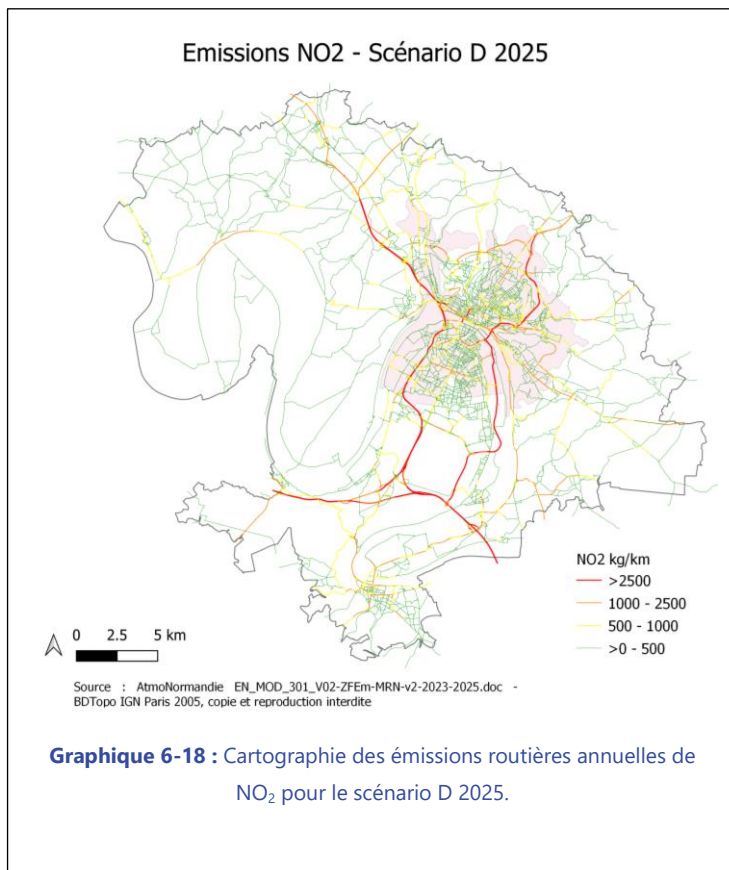 Emissions NO2 - Scénario D 2025
NO2 kg/km
>2500
1000 - 2500
500 - 1000
>0 - 500
0 2.5 5 km
Source : AtmoNormandie EN_MOD_301_V02-ZFEm-MRN-v2-2023-2025.doc -
BDTopo IGN Paris 2005, copie et reproduction interdite
Graphique 6-18 : Cartographie des émissions routières annuelles de
NO₂ pour le scénario D 2025.